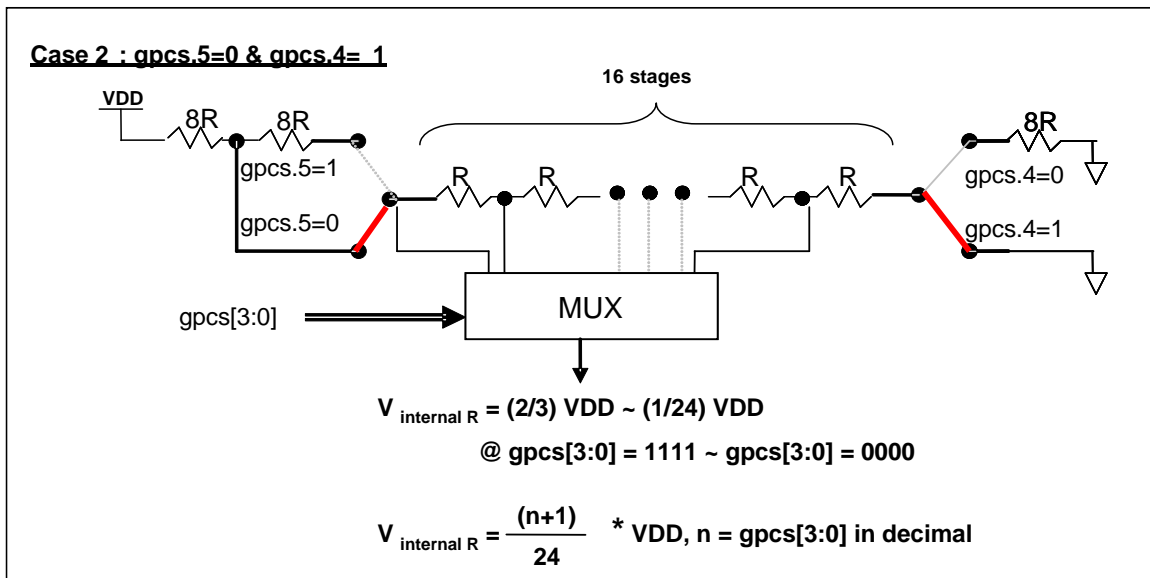 Case 2 : gpcs.5=0 & gpcs.4= 1
16 stages
VDD
8R 8R 8R
gpcs.5=1 R R R R gpcs.4=0
gpcs.5=0 gpcs.4=1
MUX
gpcs[3:0]
V internal R = (2/3) VDD ~ (1/24) VDD
@ gpcs[3:0] = 1111 ~ gpcs[3:0] = 0000
V internal R = (n+1) / 24 * VDD, n = gpcs[3:0] in decimal